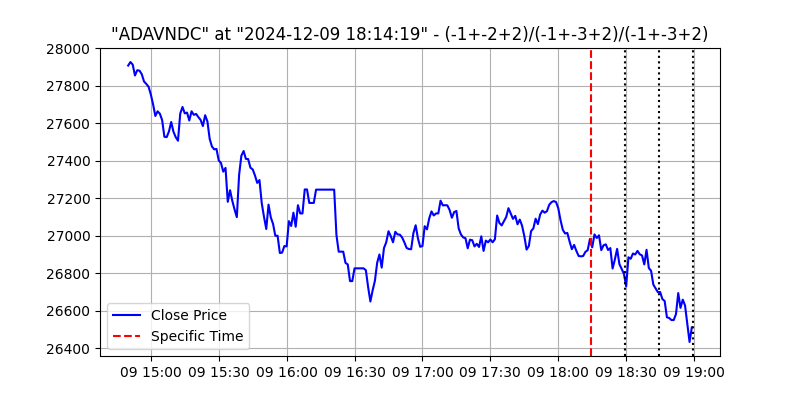 "ADAVNDC" at "2024-12-09 18:14:19" - (-1+-2+2)/(-1+-3+2)/(-1+-3+2)
28000
27800
27600
27400
27200
27000
26800
26600
26400
Close Price
Specific Time
09 15:00 09 15:30 09 16:00 09 16:30 09 17:00 09 17:30 09 18:00 09 18:30 09 19:00